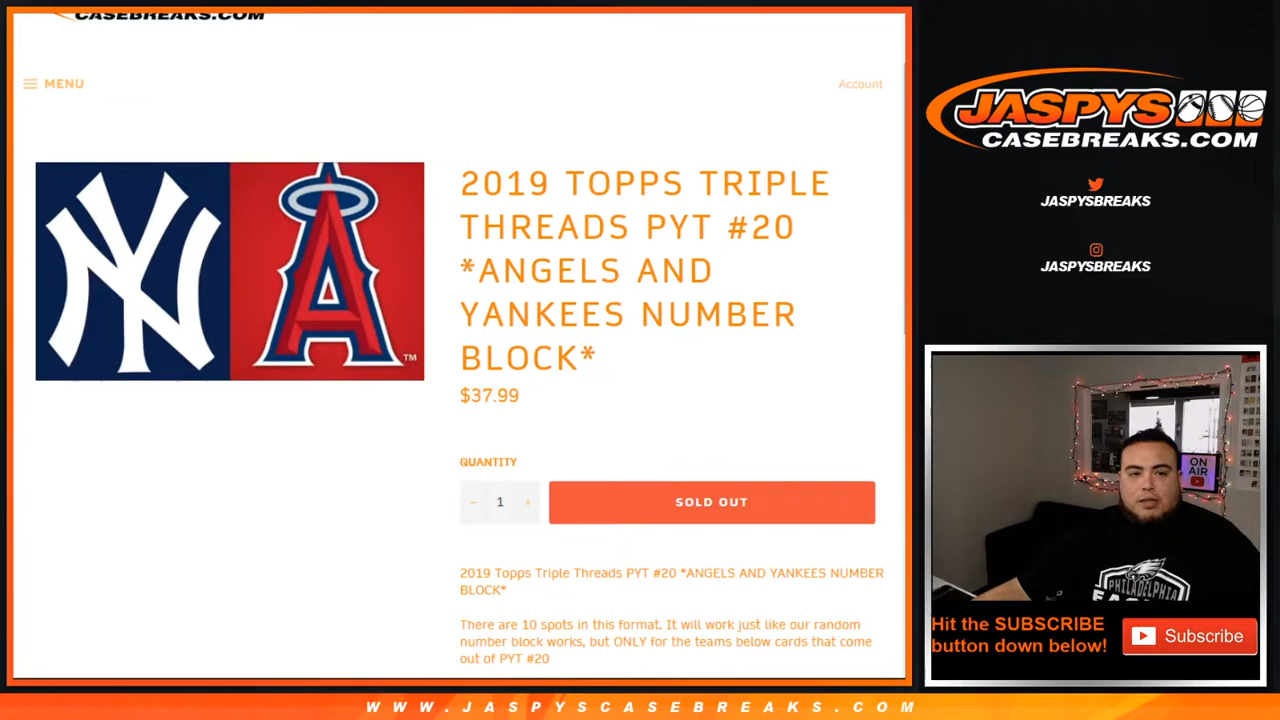 CASEBREAKS.COM
MENU
Account
NY
A
TM
2019 TOPPS TRIPLE
THREADS PYT #20
*ANGELS AND
YANKEES NUMBER
BLOCK*
$37.99
QUANTITY
− 1 +
SOLD OUT
2019 Topps Triple Threads PYT #20 *ANGELS AND YANKEES NUMBER
BLOCK*
There are 10 spots in this format. It will work just like our random
number block works, but ONLY for the teams below cards that come
out of PYT #20
JASPYS
CASEBREAKS.COM
JASPYSBREAKS
JASPYSBREAKS
ON
AIR
PHILADELPHIA
Hit the SUBSCRIBE
button down below!
Subscribe
WWW.JASPYSCASEBREAKS.COM